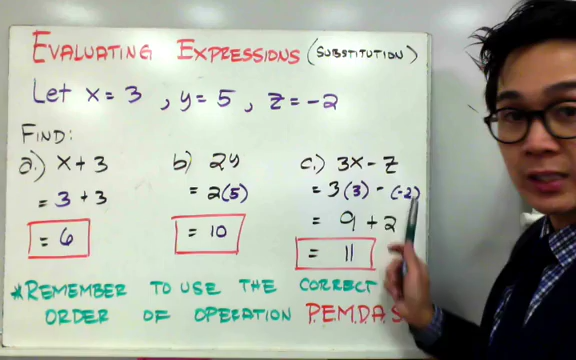 EVALUATING EXPRESSIONS (SUBSTITUTION)
Let x = 3 , y = 5 , z = -2
FIND:
a.) x + 3
= 3 + 3
= 6
b) 2y
= 2(5)
= 10
c.) 3x - z
= 3(3) - (-2)
= 9 + 2
= 11
*REMEMBER TO USE THE CORRECT
ORDER OF OPERATION P.E.M.D.A.S